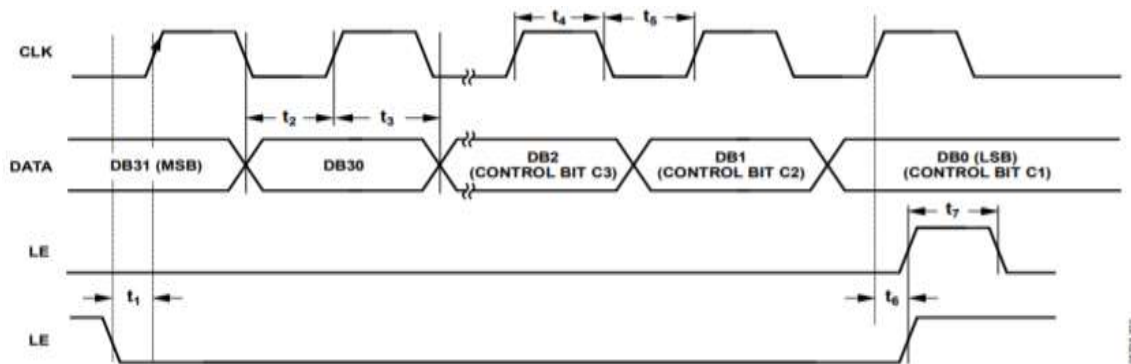 CLK
t4
t5
t2
t3
DATA
DB31 (MSB)
DB30
DB2
(CONTROL BIT C3)
DB1
(CONTROL BIT C2)
DB0 (LSB)
(CONTROL BIT C1)
t7
LE
t1
t6
LE